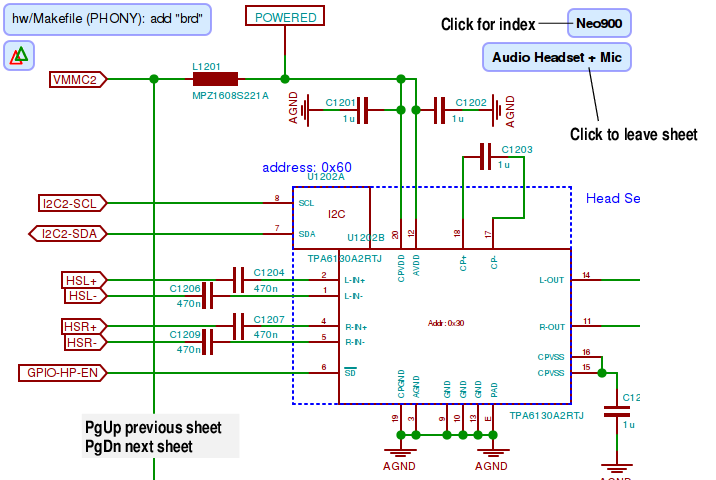 hw/Makefile (PHONY): add "brd"
POWERED
Click for index
Neo900
Audio Headset + Mic
Click to leave sheet
VMMC2
L1201
MPZ1608S221A
AGND
C1201
1u
C1202
1u
AGND
C1203
1u
address: 0x60
U1202A
Head Se
I2C2-SCL
8
SCL
I2C
I2C2-SDA
7
SDA
U1202B
20
12
18
17
TPA6130A2RTJ
CPVDD
AVDD
CP+
CP-
HSL+
C1204
2
L-IN+
L-OUT
14
HSL-
C1206
470n
1
L-IN-
470n
HSR+
C1207
4
R-IN+
Addr:0x30
R-OUT
11
HSR-
C1209
470n
5
R-IN-
470n
CPVSS
16
GPIO-HP-EN
6
SD
CPVSS
15
CPGND
AGND
GND
GND
GND
PAD
C12
1u
19
3
9
10
13
E
TPA6130A2RTJ
PgUp previous sheet
PgDn next sheet
AGND
AGND
AGND